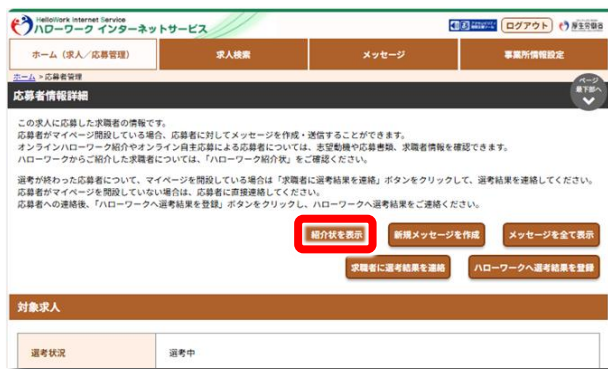 HelloWork Internet Service
ハローワーク インターネットサービス
ログアウト
厚生労働省
ホーム（求人／応募管理）
求人検索
メッセージ
事業所情報設定
ホーム > 応募者管理
ページ
最下部へ
応募者情報詳細
この求人に応募した求職者の情報です。
応募者がマイページ開設している場合、応募者に対してメッセージを作成・送信することができます。
オンラインハローワーク紹介やオンライン自主応募による応募者については、志望動機や応募書類、求職者情報を確認できます。
ハローワークからご紹介した求職者については、「ハローワーク紹介状」をご確認ください。
選考が終わった応募者について、マイページを開設している場合は「求職者に選考結果を連絡」ボタンをクリックして、選考結果を連絡してください。
応募者がマイページを開設していない場合は、応募者に直接連絡してください。
応募者への連絡後、「ハローワークへ選考結果を登録」ボタンをクリックし、ハローワークへ選考結果をご連絡ください。
紹介状を表示
新規メッセージを作成
メッセージを全て表示
求職者に選考結果を連絡
ハローワークへ選考結果を登録
対象求人
選考状況
選考中